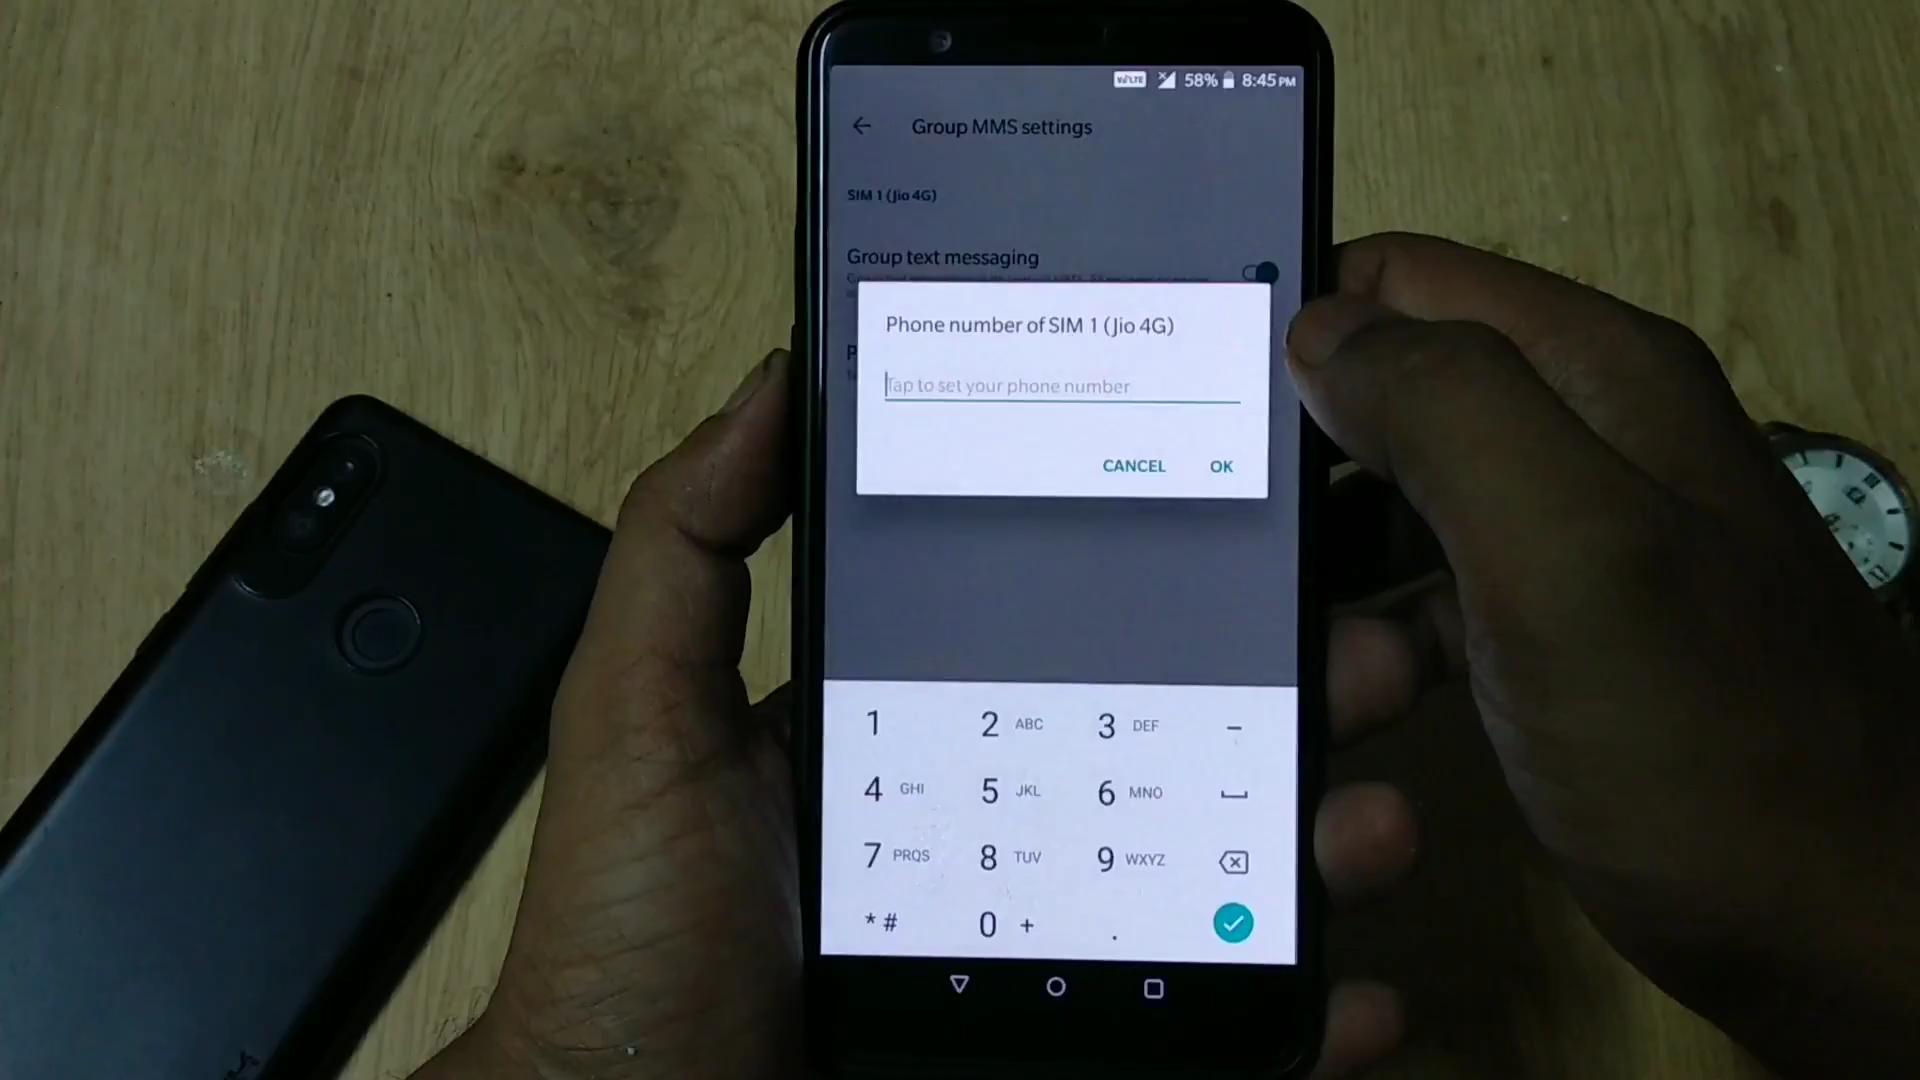 VoLTE 58% 8:45 PM
Group MMS settings
SIM 1 (Jio 4G)
Group text messaging
P
Phone number of SIM 1 (Jio 4G)
Tap to set your phone number
CANCEL OK
1 2 ABC 3 DEF –
4 GHI 5 JKL 6 MNO
7 PRQS 8 TUV 9 WXYZ
* # 0 + .